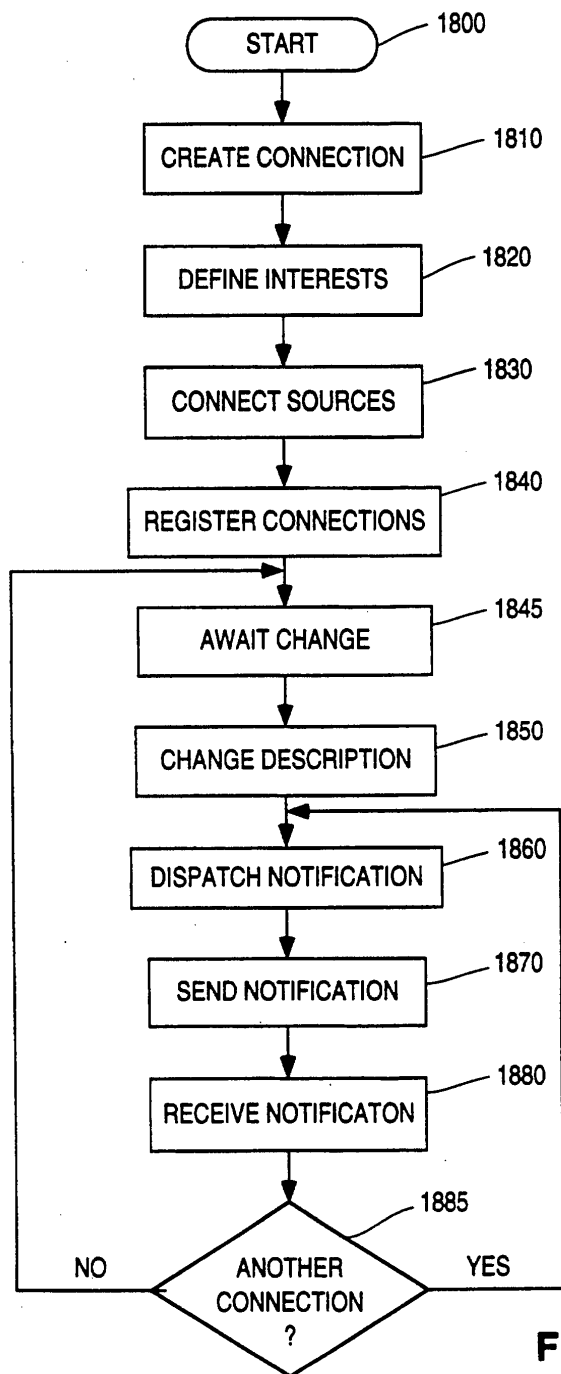 START
1800
CREATE CONNECTION
1810
DEFINE INTERESTS
1820
CONNECT SOURCES
1830
REGISTER CONNECTIONS
1840
AWAIT CHANGE
1845
CHANGE DESCRIPTION
1850
DISPATCH NOTIFICATION
1860
SEND NOTIFICATION
1870
RECEIVE NOTIFICATON
1880
1885
NO
ANOTHER
CONNECTION
?
YES
F